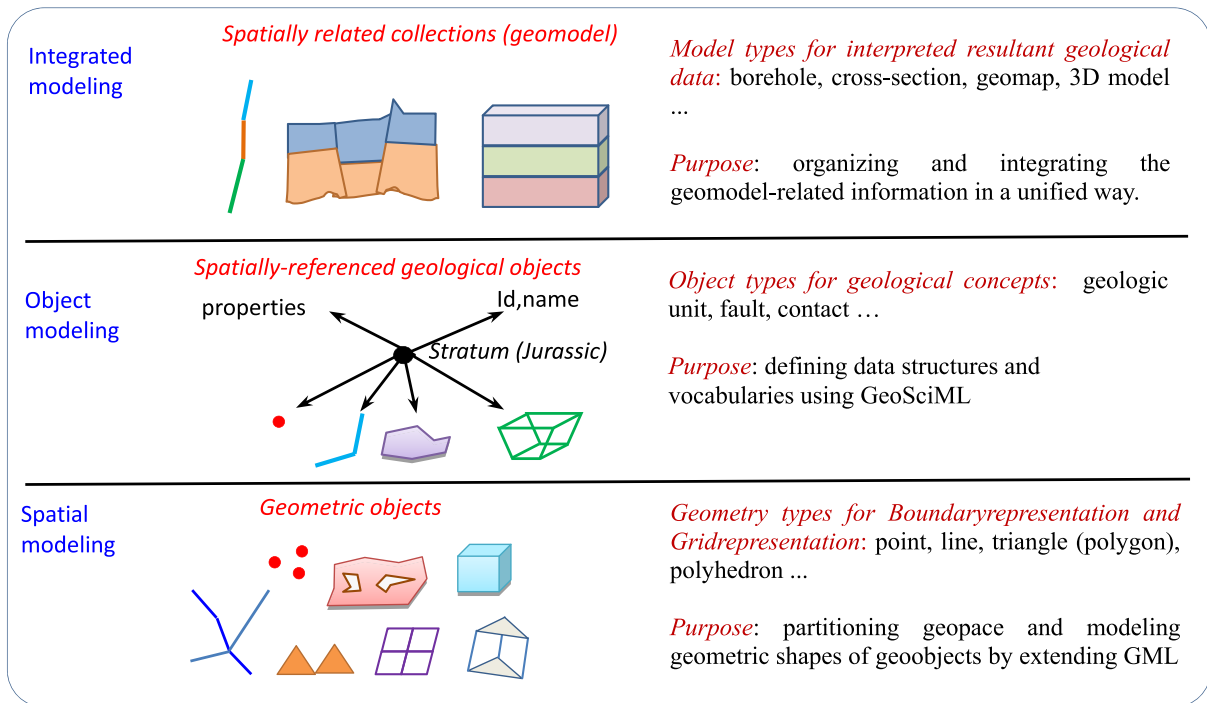 Integrated
modeling
Spatially related collections (geomodel)
Model types for interpreted resultant geological
data: borehole, cross-section, geomap, 3D model
...
Purpose: organizing and integrating the
geomodel-related information in a unified way.
Object
modeling
Spatially-referenced geological objects
properties
Id,name
Stratum (Jurassic)
Object types for geological concepts: geologic
unit, fault, contact …
Purpose: defining data structures and
vocabularies using GeoSciML
Spatial
modeling
Geometric objects
Geometry types for Boundaryrepresentation and
Gridrepresentation: point, line, triangle (polygon),
polyhedron ...
Purpose: partitioning geopace and modeling
geometric shapes of geoobjects by extending GML